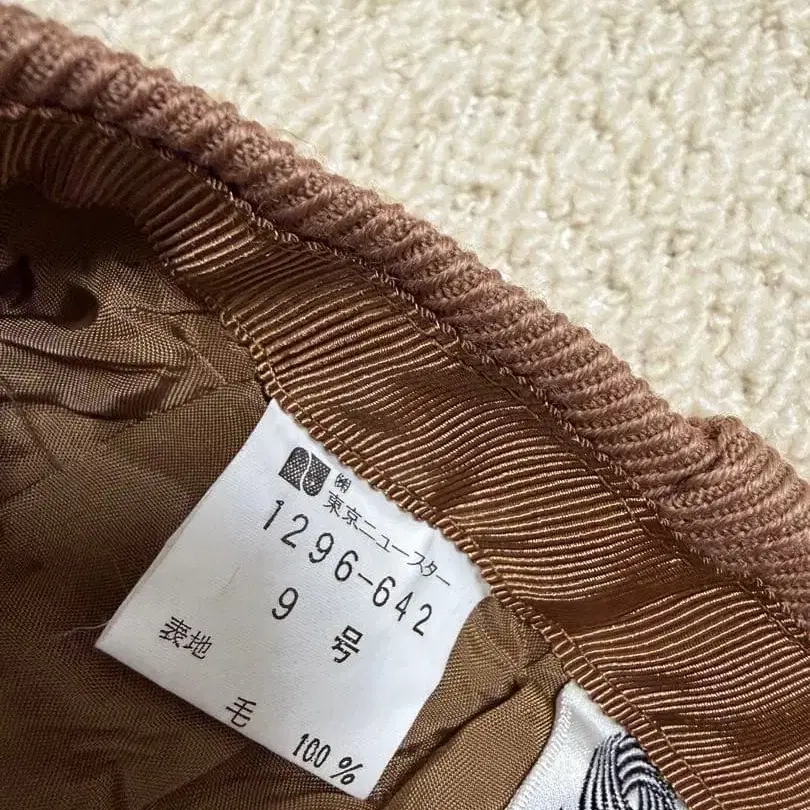 ㈱
東京ニュースター
1296-642
9 号
表地
毛 100%